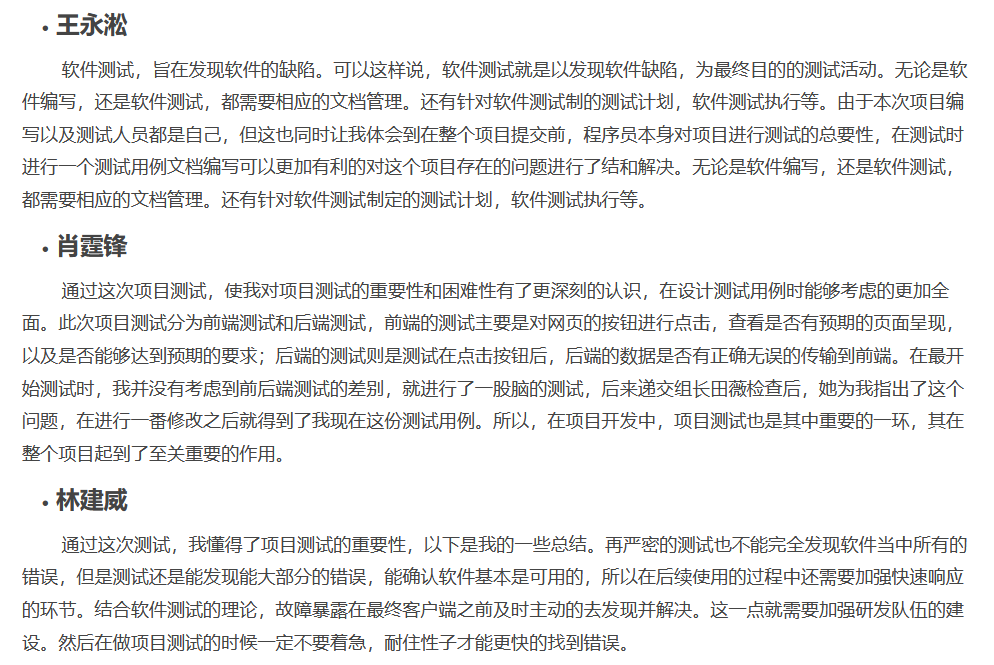 • 王永淞
软件测试，旨在发现软件的缺陷。可以这样说，软件测试就是以发现软件缺陷，为最终目的的测试活动。无论是软
件编写，还是软件测试，都需要相应的文档管理。还有针对软件测试制的测试计划，软件测试执行等。由于本次项目编
写以及测试人员都是自己，但这也同时让我体会到在整个项目提交前，程序员本身对项目进行测试的总要性，在测试时
进行一个测试用例文档编写可以更加有利的对这个项目存在的问题进行了结和解决。无论是软件编写，还是软件测试，
都需要相应的文档管理。还有针对软件测试制定的测试计划，软件测试执行等。
• 肖霆锋
通过这次项目测试，使我对项目测试的重要性和困难性有了更深刻的认识，在设计测试用例时能够考虑的更加全
面。此次项目测试分为前端测试和后端测试，前端的测试主要是对网页的按钮进行点击，查看是否有预期的页面呈现，
以及是否能够达到预期的要求；后端的测试则是测试在点击按钮后，后端的数据是否有正确无误的传输到前端。在最开
始测试时，我并没有考虑到前后端测试的差别，就进行了一股脑的测试，后来递交组长田薇检查后，她为我指出了这个
问题，在进行一番修改之后就得到了我现在这份测试用例。所以，在项目开发中，项目测试也是其中重要的一环，其在
整个项目起到了至关重要的作用。
• 林建威
通过这次测试，我懂得了项目测试的重要性，以下是我的一些总结。再严密的测试也不能完全发现软件当中所有的
错误，但是测试还是能发现能大部分的错误，能确认软件基本是可用的，所以在后续使用的过程中还需要加强快速响应
的环节。结合软件测试的理论，故障暴露在最终客户端之前及时主动的去发现并解决。这一点就需要加强研发队伍的建
设。然后在做项目测试的时候一定不要着急，耐住性子才能更快的找到错误。